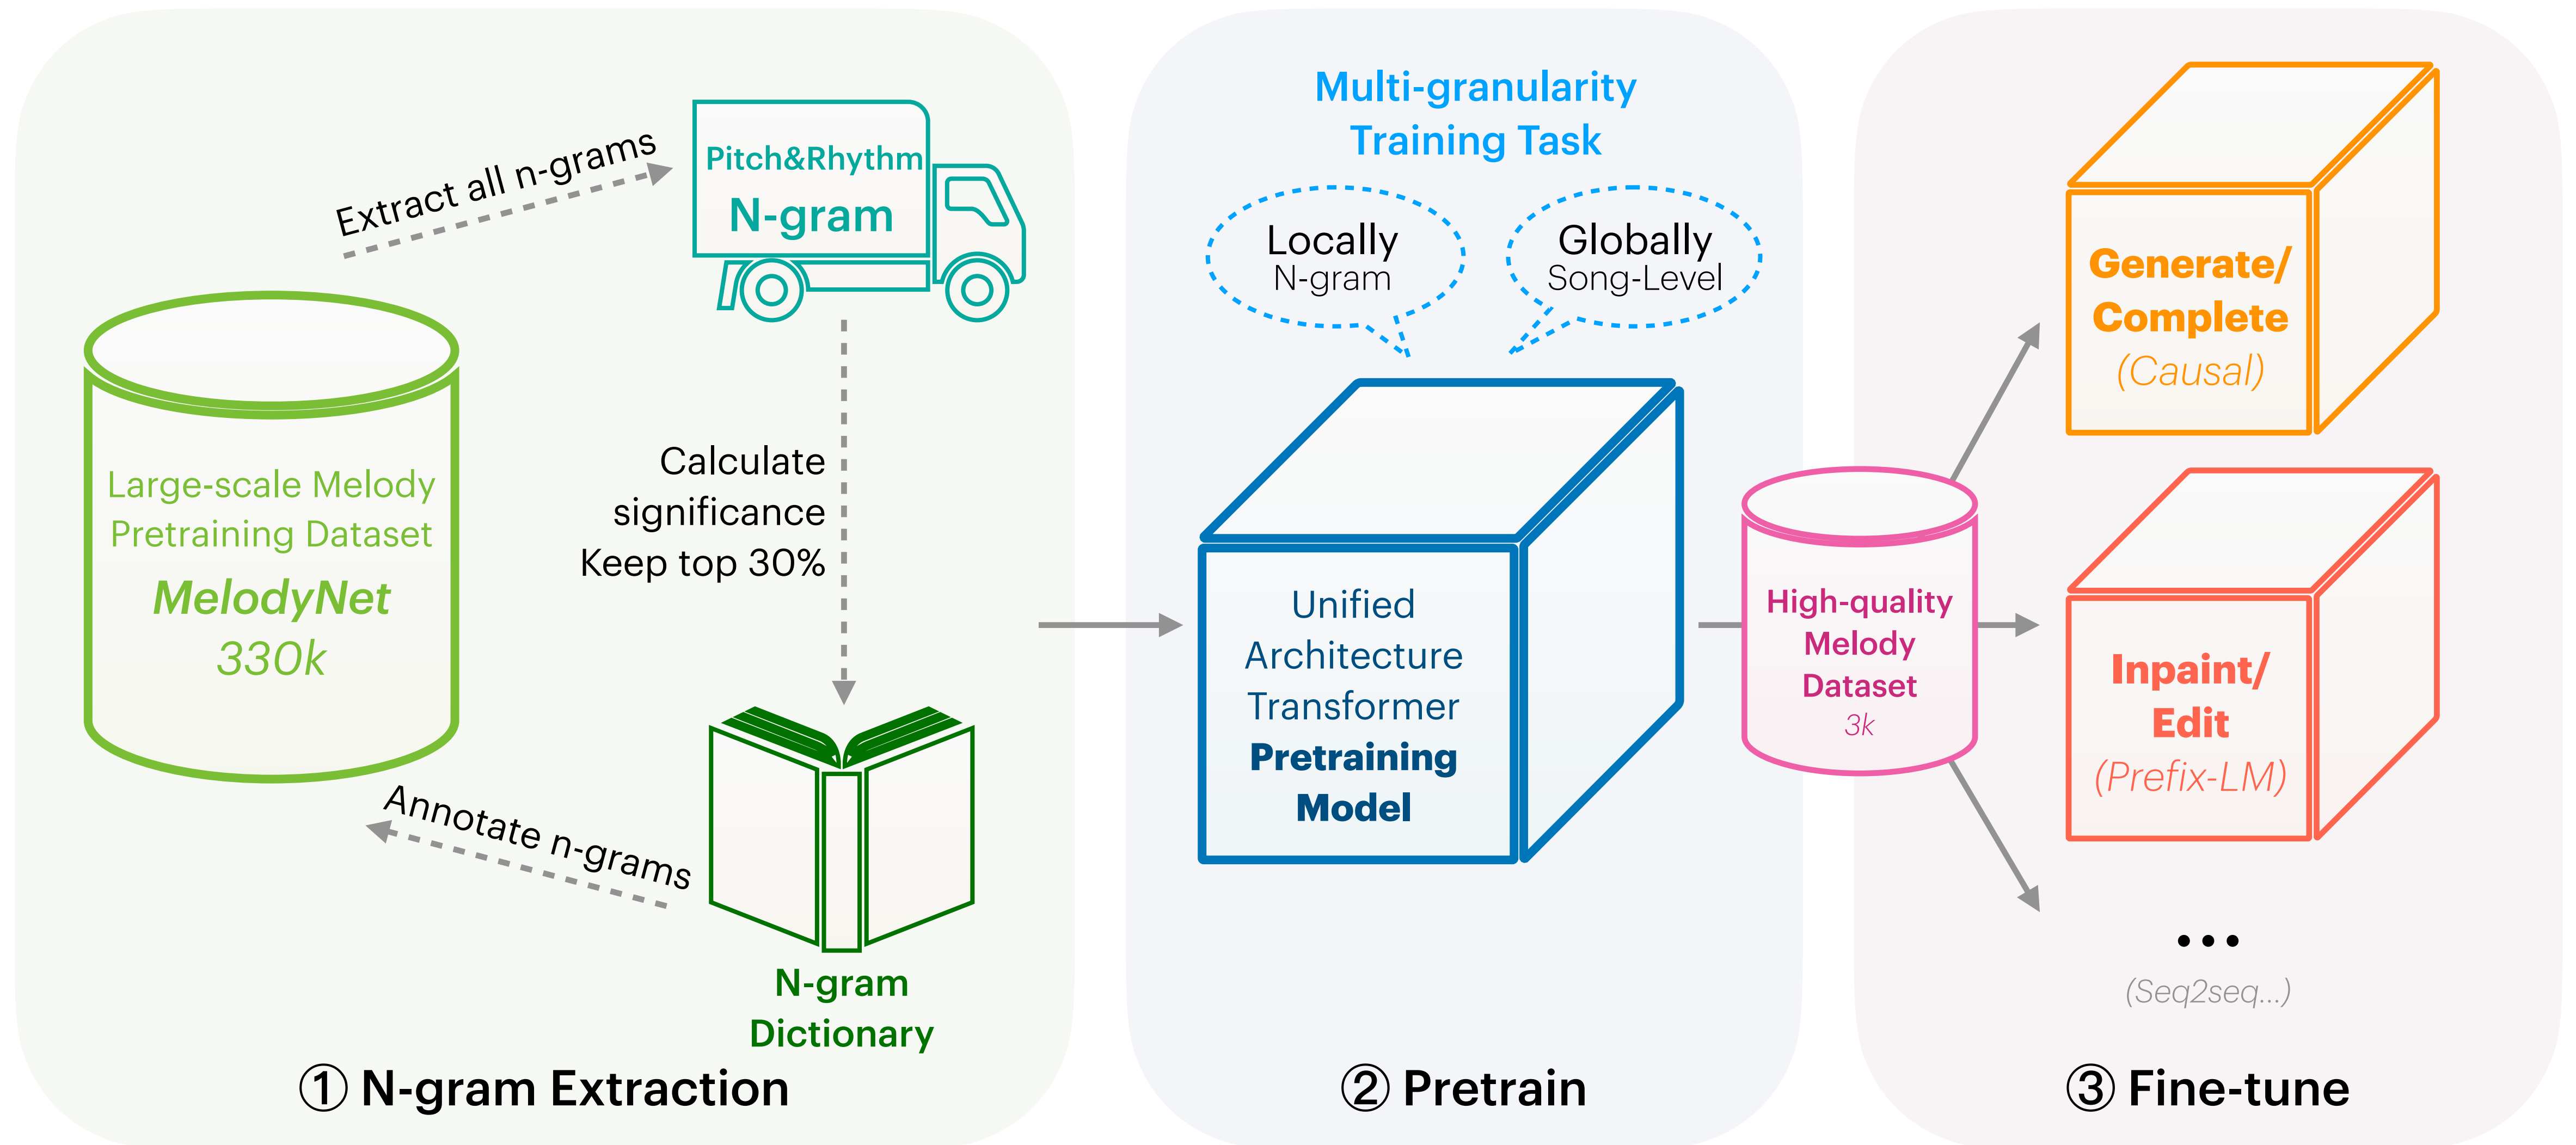 Extract all n-grams
Pitch&Rhythm
N-gram
Large-scale Melody
Pretraining Dataset
MelodyNet
330k
Calculate
significance
Keep top 30%
Annotate n-grams
N-gram
Dictionary
① N-gram Extraction
Multi-granularity
Training Task
Locally
N-gram
Globally
Song-Level
Unified
Architecture
Transformer
Pretraining
Model
② Pretrain
High-quality
Melody
Dataset
3k
Generate/
Complete
(Causal)
Inpaint/
Edit
(Prefix-LM)
•••
(Seq2seq...)
③ Fine-tune